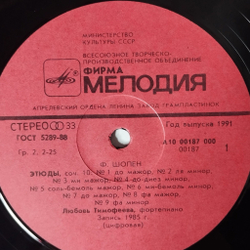 МИНИСТЕРСТВО
КУЛЬТУРЫ СССР
ВСЕСОЮЗНОЕ ТВОРЧЕСКО-
ПРОИЗВОДСТВЕННОЕ ОБЪЕДИНЕНИЕ
ФИРМА
МЕЛОДИЯ
АПРЕЛЕВСКИЙ ОРДЕНА ЛЕНИНА ЗАВОД ГРАМПЛАСТИНОК
СТЕРЕО 33
Год выпуска 1991
ГОСТ 5289-88
А10 00187 000
Гр. 2. 2-25
00187 1
Ф. ШОПЕН
ЭТЮДЫ, соч. 10: № 1 до мажор, № 2 ля минор
№ 3 ми мажор, № 4 до-диез минор
№ 5 соль-бемоль мажор, № 6 ми-бемоль минор
№ 7 до мажор, № 8 фа мажор
№ 9 фа минор
Любовь Тимофеева, фортепиано
Запись 1985 г.
(цифровая)